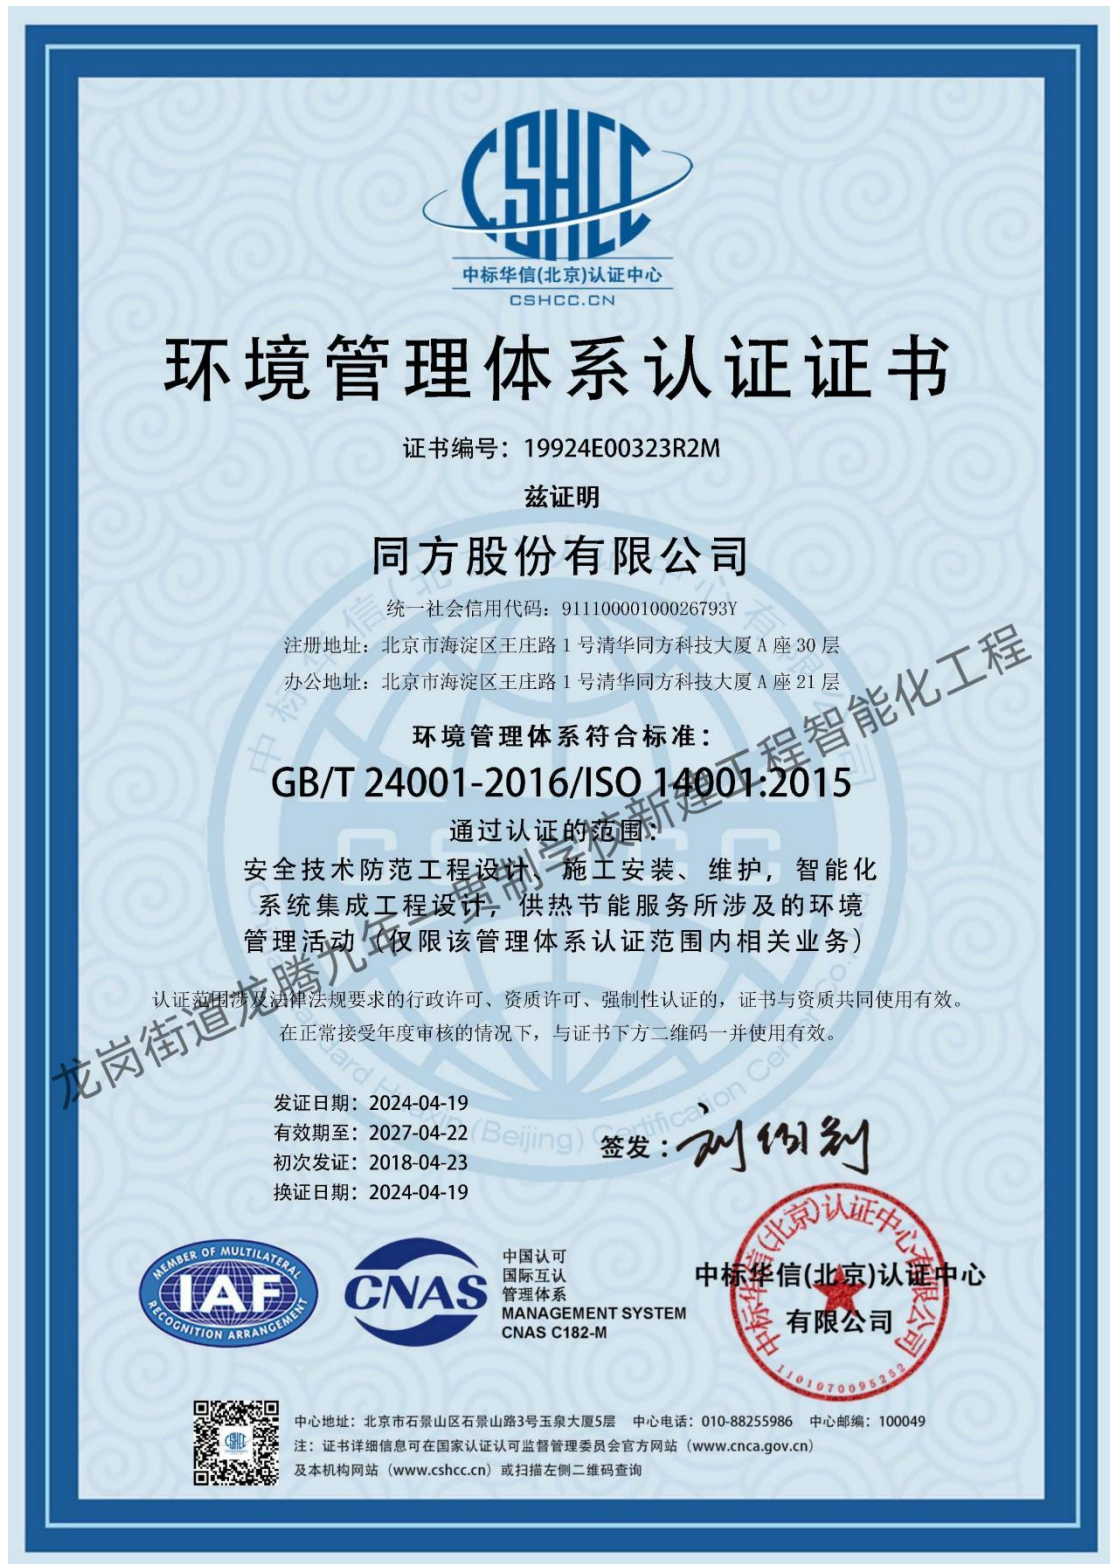 CSHCC
中标华信(北京)认证中心
CSHCC.CN
环境管理体系认证证书
证书编号：19924E00323R2M
兹证明
同方股份有限公司
统一社会信用代码：91110000100026793Y
注册地址：北京市海淀区王庄路 1 号清华同方科技大厦 A 座 30 层
办公地址：北京市海淀区王庄路 1 号清华同方科技大厦 A 座 21 层
环境管理体系符合标准：
GB/T 24001-2016/ISO 14001:2015
通过认证的范围：
安全技术防范工程设计、施工安装、维护，智能化
系统集成工程设计，供热节能服务所涉及的环境
管理活动（仅限该管理体系认证范围内相关业务）
认证范围涉及法律法规要求的行政许可、资质许可、强制性认证的，证书与资质共同使用有效。
在正常接受年度审核的情况下，与证书下方二维码一并使用有效。
龙岗街道龙腾九年一贯制学校新建工程智能化工程
发证日期：2024-04-19
有效期至：2027-04-22
初次发证：2018-04-23
换证日期：2024-04-19
签发：
MEMBER OF MULTILATERAL
IAF
RECOGNITION ARRANGEMENT
CNAS
中国认可
国际互认
管理体系
MANAGEMENT SYSTEM
CNAS C182-M
中标华信(北京)认证中心
有限公司
中标华信(北京)认证中心有限公司
1101070095252
中心地址：北京市石景山区石景山路3号玉泉大厦5层 中心电话：010-88255986 中心邮编：100049
注：证书详细信息可在国家认证认可监督管理委员会官方网站（www.cnca.gov.cn）
及本机构网站（www.cshcc.cn）或扫描左侧二维码查询